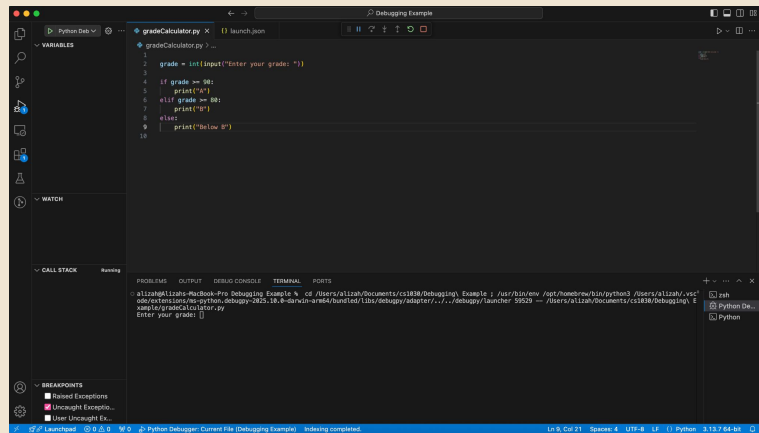 Debugging Example
Python Deb
gradeCalculator.py
launch.json
VARIABLES
gradeCalculator.py > ...
1
2 grade = int(input("Enter your grade: "))
3
4 if grade >= 90:
5 print("A")
6 elif grade >= 80:
7 print("B")
8 else:
9 print("Below B")
10
WATCH
CALL STACK
Running
PROBLEMS OUTPUT DEBUG CONSOLE TERMINAL PORTS
alizah@Alizahs-MacBook-Pro Debugging Example % cd /Users/alizah/Documents/cs1030/Debugging\ Example ; /usr/bin/env /opt/homebrew/bin/python3 /Users/alizah/.vsc
ode/extensions/ms-python.debugpy-2025.10.0-darwin-arm64/bundled/libs/debugpy/adapter/../../debugpy/launcher 59529 -- /Users/alizah/Documents/cs1030/Debugging\ E
xample/gradeCalculator.py
Enter your grade:
zsh
Python De...
Python
BREAKPOINTS
Raised Exceptions
Uncaught Exceptio...
User Uncaught Ex...
Launchpad 0 0 0 Python Debugger: Current File (Debugging Example) Indexing completed. Ln 9, Col 21 Spaces: 4 UTF-8 LF Python 3.13.7 64-bit